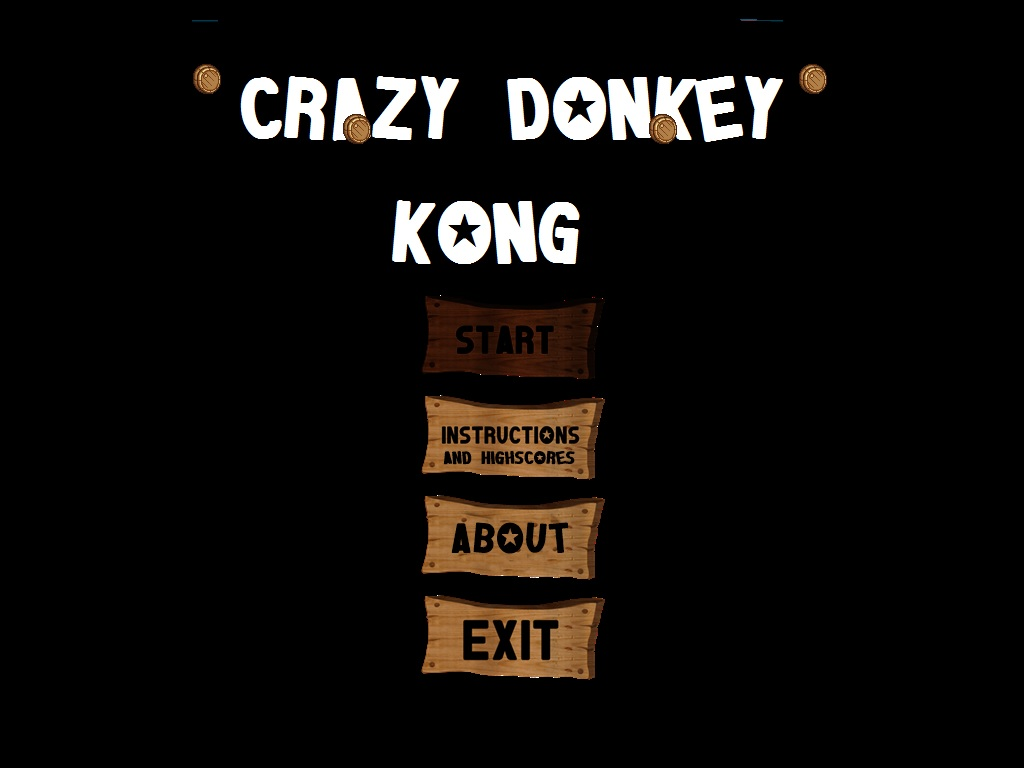 CRAZY DONKEY
KONG
START
INSTRUCTIONS
AND HIGHSCORES
ABOUT
EXIT